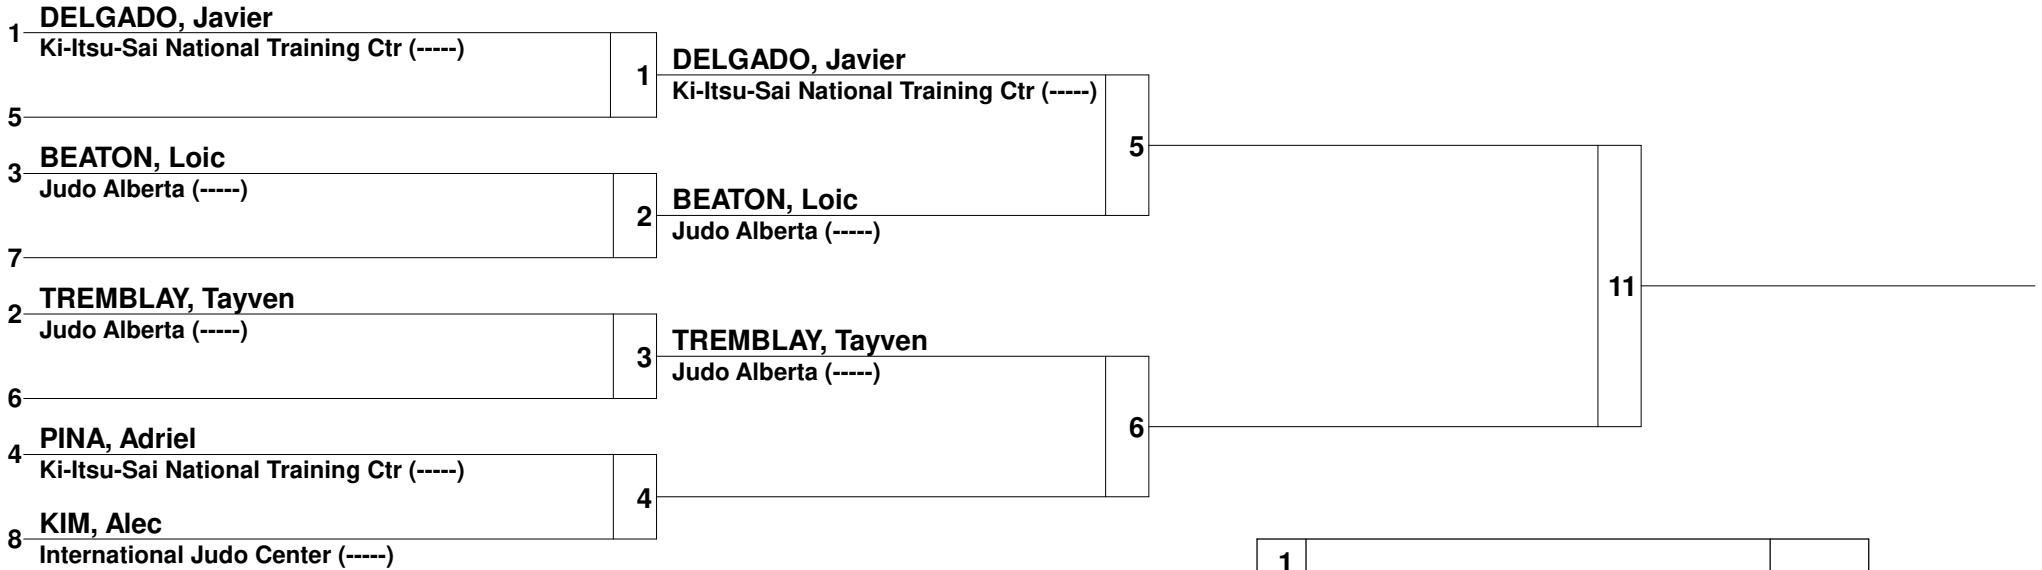 DELGADO, Javier
1
Ki-Itsu-Sai National Training Ctr (-----)
5
1
BEATON, Loic
3
Judo Alberta (-----)
7
2
TREMBLAY, Tayven
2
Judo Alberta (-----)
6
3
PINA, Adriel
4
Ki-Itsu-Sai National Training Ctr (-----)
KIM, Alec
8
International Judo Center (-----)
4
DELGADO, Javier
Ki-Itsu-Sai National Training Ctr (-----)
BEATON, Loic
Judo Alberta (-----)
5
TREMBLAY, Tayven
Judo Alberta (-----)
6
11
1